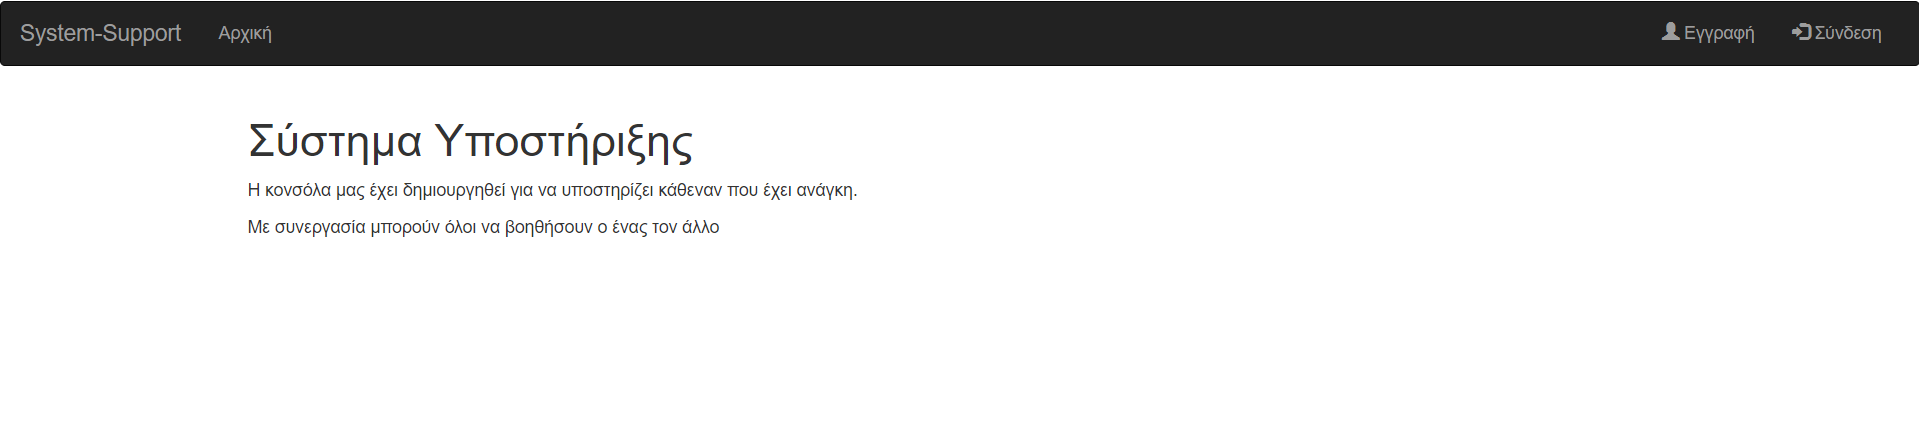 System-Support Αρχική Εγγραφή Σύνδεση
Σύστημα Υποστήριξης
Η κονσόλα μας έχει δημιουργηθεί για να υποστηρίζει κάθεναν που έχει ανάγκη.
Με συνεργασία μπορούν όλοι να βοηθήσουν ο ένας τον άλλο